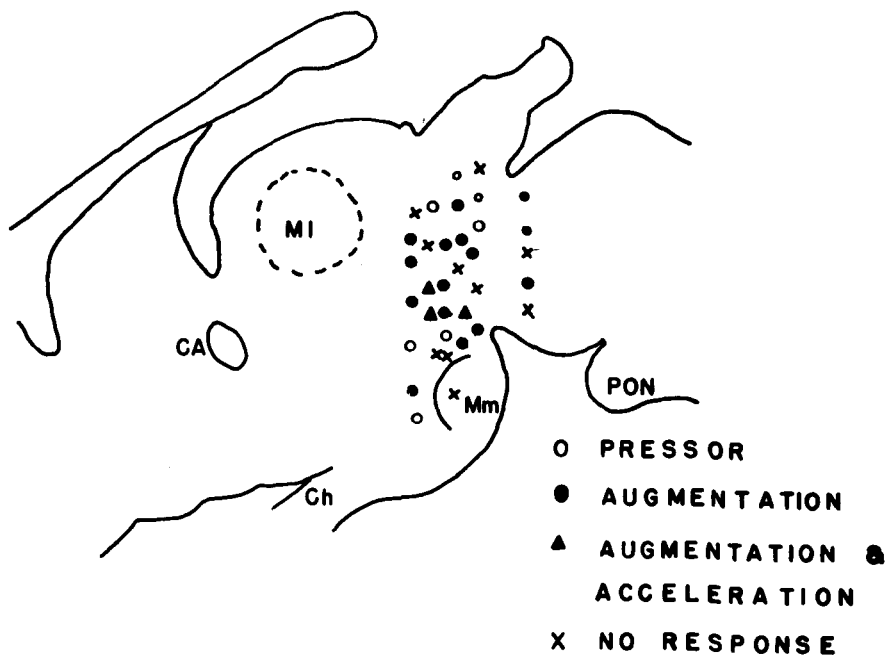 MI
CA
Mm
PON
Ch
O PRESSOR
● AUGMENTATION
▲ AUGMENTATION &
ACCELERATION
X NO RESPONSE